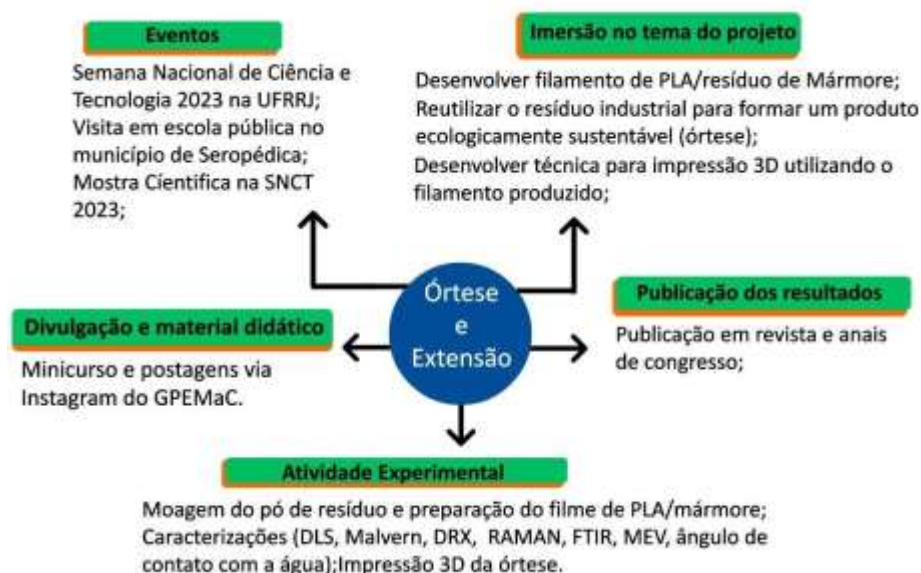 Eventos
Semana Nacional de Ciência e
Tecnologia 2023 na UFRRJ;
Visita em escola pública no
município de Seropédica;
Mostra Científica na SNCT
2023;
Imersão no tema do projeto
Desenvolver filamento de PLA/resíduo de Mármore;
Reutilizar o resíduo industrial para formar um produto
ecologicamente sustentável (órtese);
Desenvolver técnica para impressão 3D utilizando o
filamento produzido;
Órtese
e
Extensão
Divulgação e material didático
Minicurso e postagens via
Instagram do GPEMaC.
Publicação dos resultados
Publicação em revista e anais
de congresso;
Atividade Experimental
Moagem do pó de resíduo e preparação do filme de PLA/mármore;
Caracterizações (DLS, Malvern, DRX, RAMAN, FTIR, MEV, ângulo de
contato com a água);Impressão 3D da órtese.